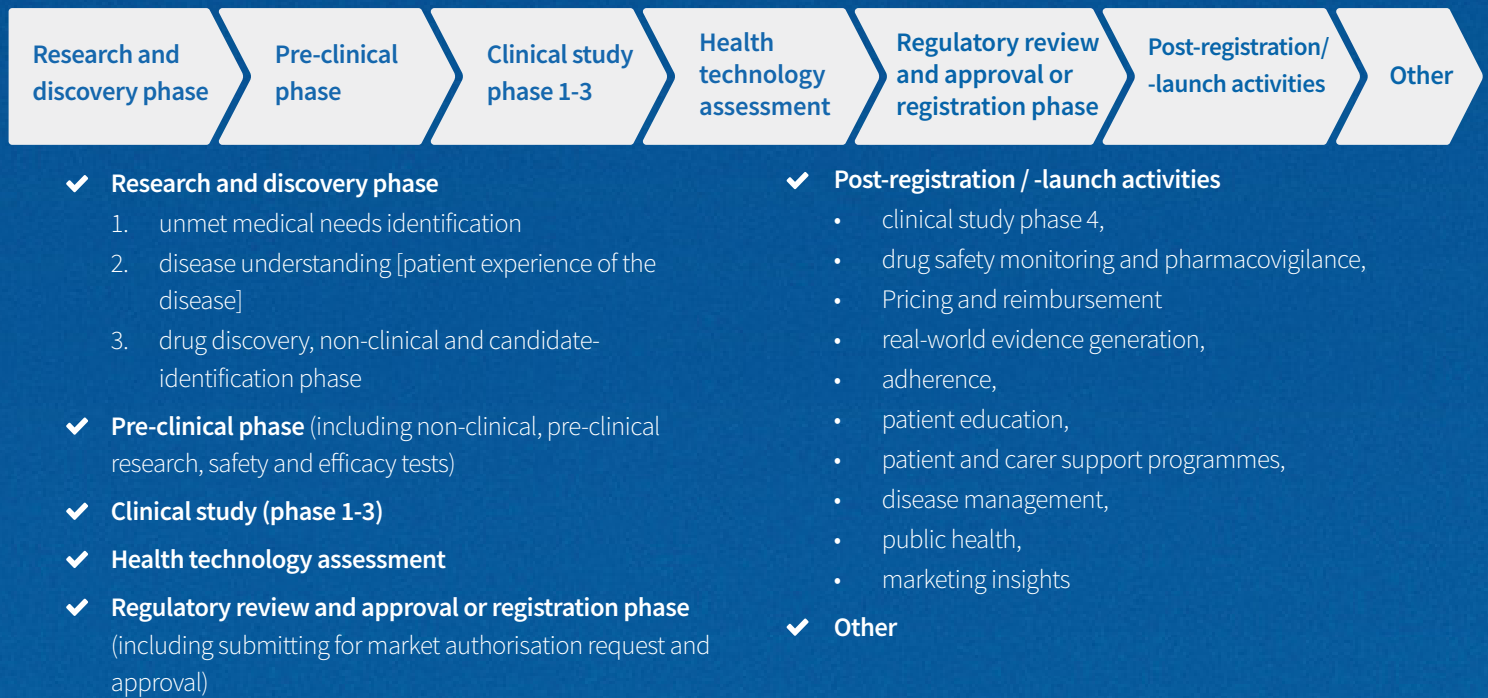 Research and
discovery phase
Pre-clinical
phase
Clinical study
phase 1-3
Health
technology
assessment
Regulatory review
and approval or
registration phase
Post-registration/
-launch activities
Other
Research and discovery phase
1. unmet medical needs identification
2. disease understanding [patient experience of the
disease]
3. drug discovery, non-clinical and candidate-
identification phase
Pre-clinical phase (including non-clinical, pre-clinical
research, safety and efficacy tests)
Clinical study (phase 1-3)
Health technology assessment
Regulatory review and approval or registration phase
(including submitting for market authorisation request and
approval)
Post-registration / -launch activities
• clinical study phase 4,
• drug safety monitoring and pharmacovigilance,
• Pricing and reimbursement
• real-world evidence generation,
• adherence,
• patient education,
• patient and carer support programmes,
• disease management,
• public health,
• marketing insights
Other